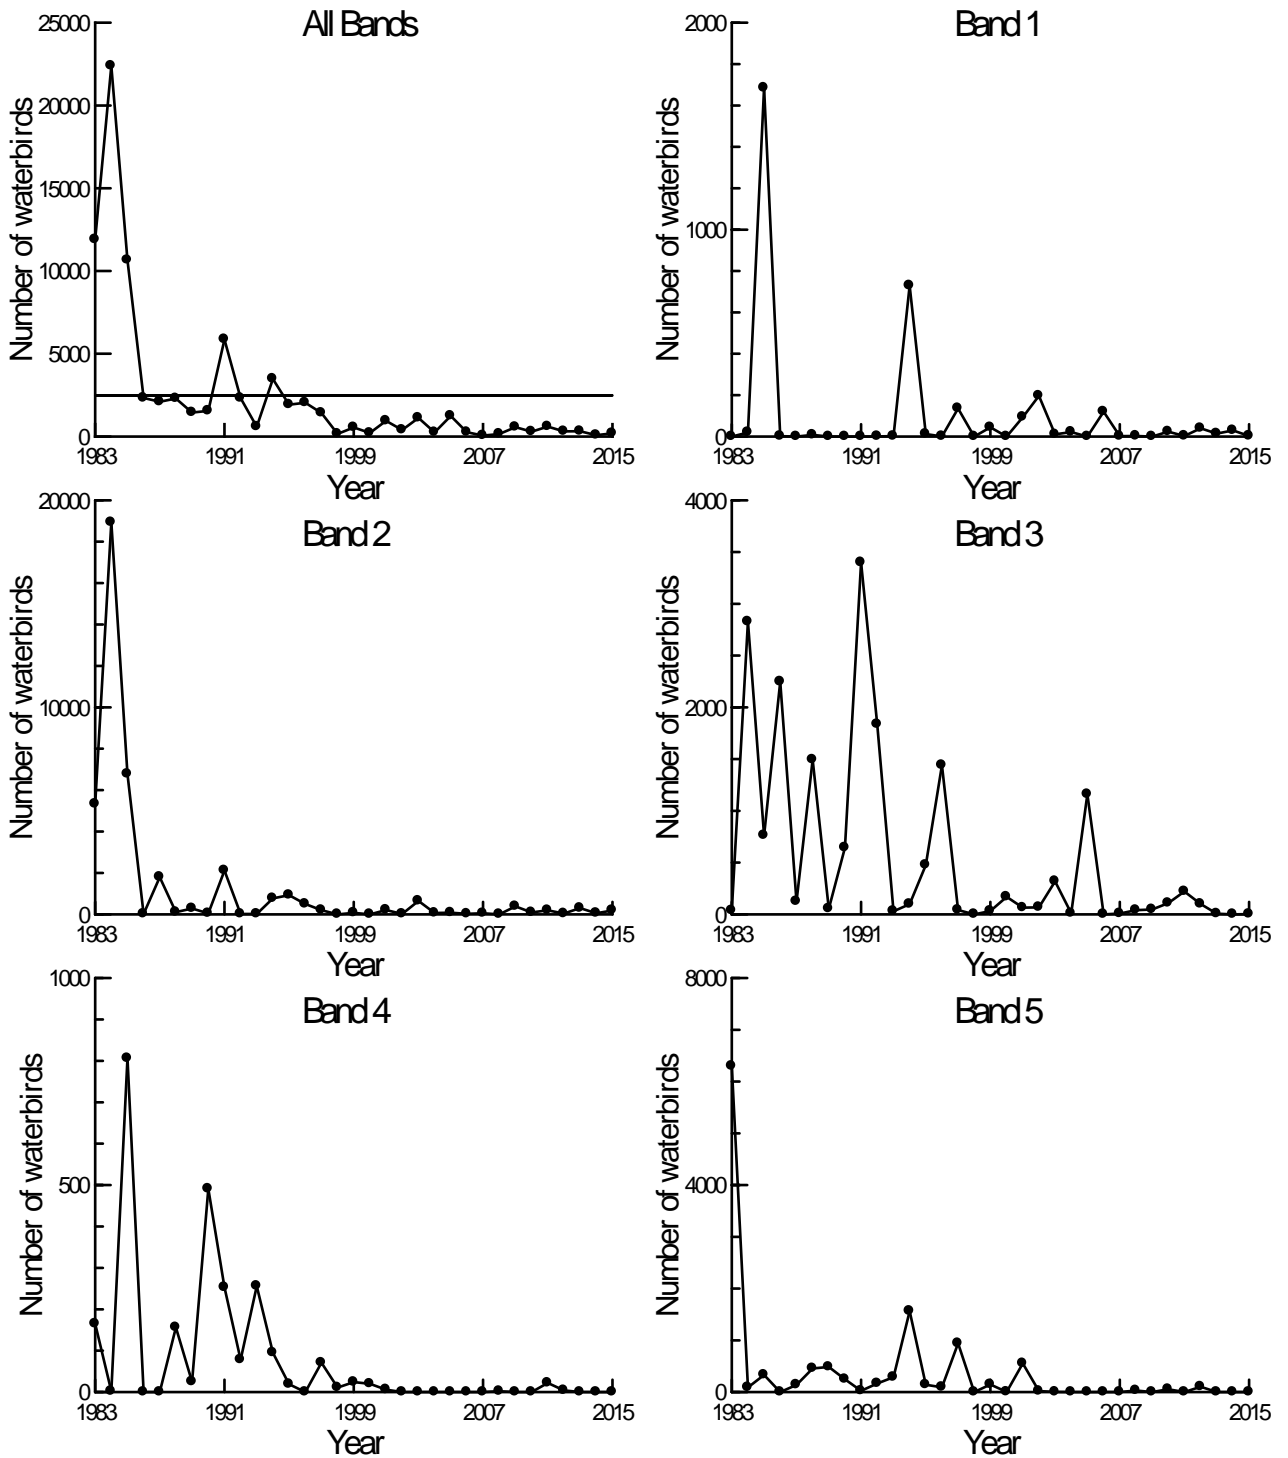 All Bands
Number of waterbirds
25000
20000
15000
10000
5000
0
1983 1991 1999 2007 2015
Year
Band 1
Number of waterbirds
2000
1000
0
1983 1991 1999 2007 2015
Year
Band 2
Number of waterbirds
20000
10000
0
1983 1991 1999 2007 2015
Year
Band 3
Number of waterbirds
4000
2000
0
1983 1991 1999 2007 2015
Year
Band 4
Number of waterbirds
1000
500
0
1983 1991 1999 2007 2015
Year
Band 5
Number of waterbirds
8000
4000
0
1983 1991 1999 2007 2015
Year